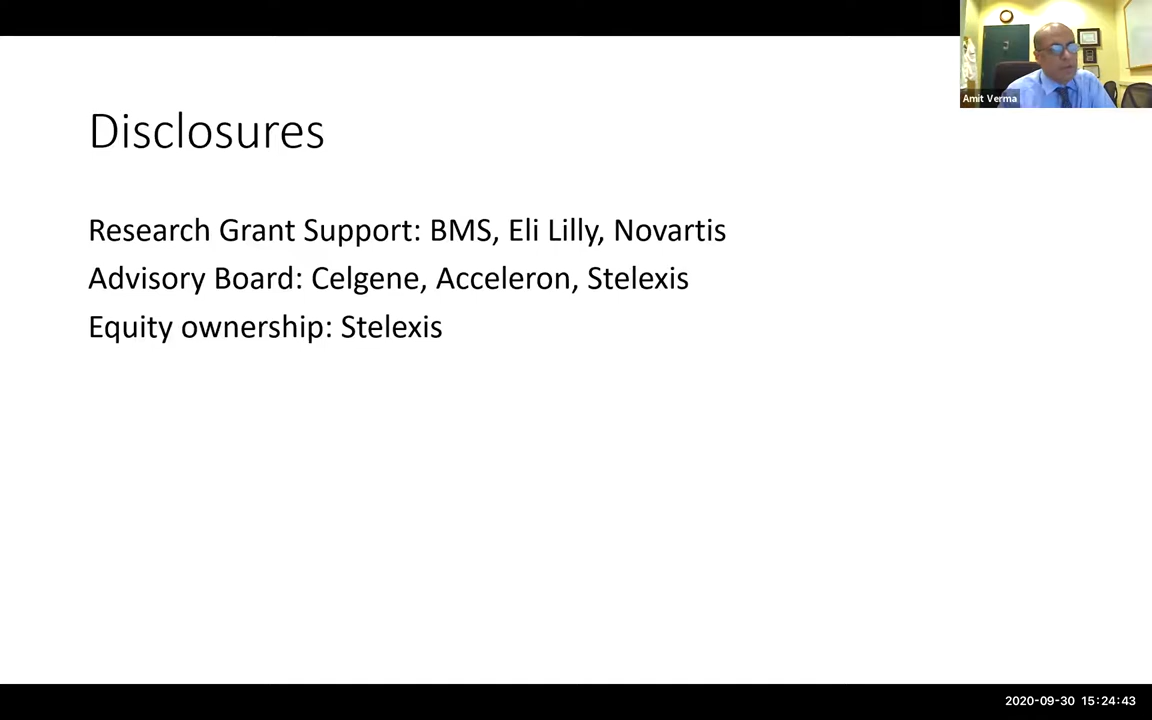 Amit Verma
Disclosures
Research Grant Support: BMS, Eli Lilly, Novartis
Advisory Board: Celgene, Acceleron, Stelexis
Equity ownership: Stelexis
2020-09-30 15:24:43